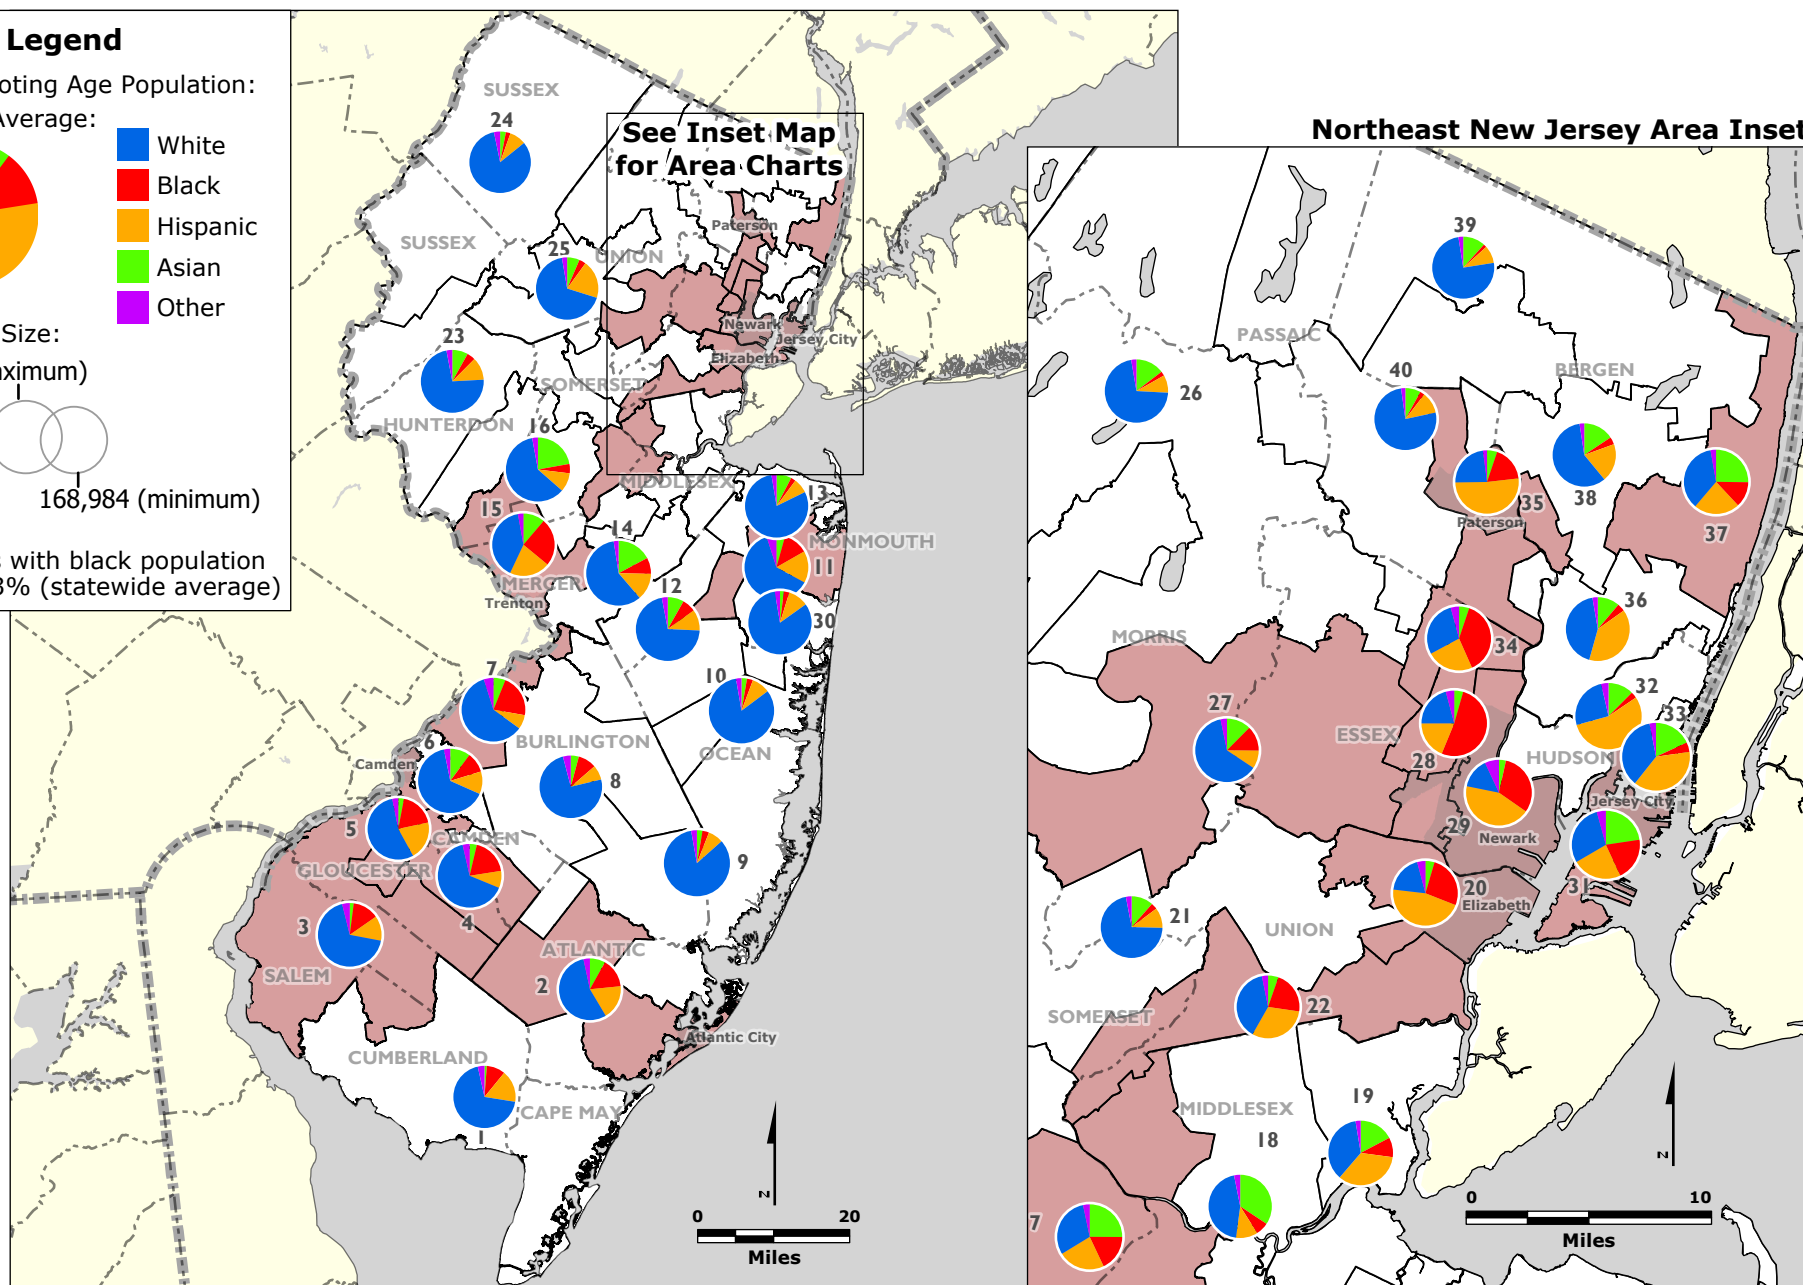 Legend
oting Age Population:
Average:
White
Black
Hispanic
Asian
Other
Size:
aximum)
168,984 (minimum)
s with black population
3% (statewide average)
See Inset Map
for Area Charts
Northeast New Jersey Area Inset
SUSSEX
24
SUSSEX
25
UNION
Paterson
23
Newark
Jersey City
Elizabeth
SOMERSET
HUNTERDON
16
MIDDLESEX
13
15
14
MONMOUTH
11
MERCER
Trenton
12
30
7
10
6
BURLINGTON
OCEAN
Camden
8
5
CAMDEN
GLOUCESTER
9
4
3
ATLANTIC
SALEM
2
Atlantic City
CUMBERLAND
CAPE MAY
1
N
0 20
Miles
39
PASSAIC
BERGEN
40
26
38
35
Paterson
37
36
MORRIS
34
32
27
33
ESSEX
28
HUDSON
Jersey City
29
Newark
20
Elizabeth
31
21
UNION
22
SOMERSET
19
MIDDLESEX
18
7
N
0 10
Miles